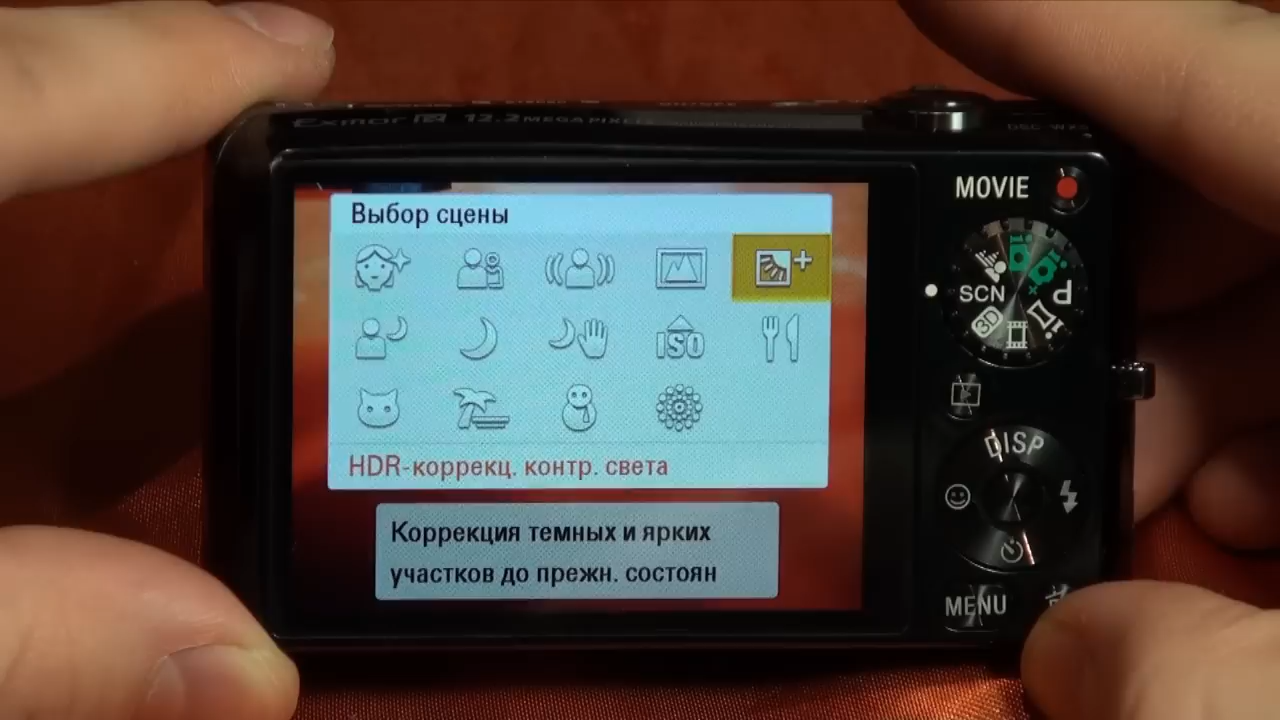 Exmor R 12.2 MEGA PIXELS
DSC-WX5
MOVIE
Выбор сцены
SCN
P
i
3D
ISO
HDR-коррекц. контр. света
DISP
Коррекция темных и ярких
участков до прежн. состоян
MENU